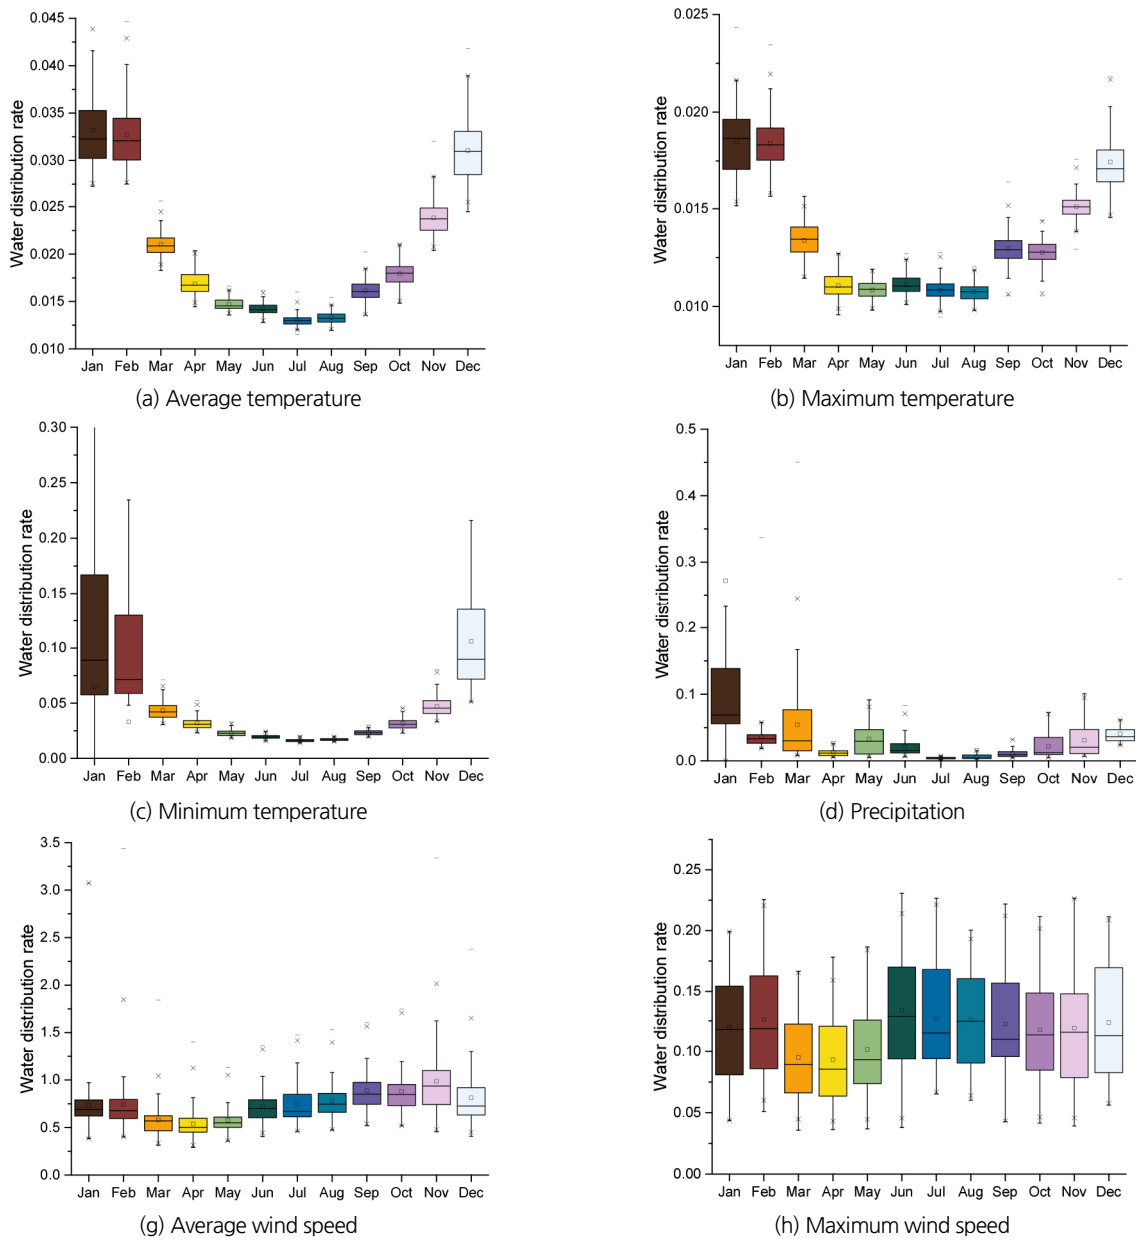 0.045
0.040
0.035
0.030
0.025
0.020
0.015
0.010
Water distribution rate
Jan Feb Mar Apr May Jun Jul Aug Sep Oct Nov Dec
(a) Average temperature
0.025
0.020
0.015
0.010
Water distribution rate
Jan Feb Mar Apr May Jun Jul Aug Sep Oct Nov Dec
(b) Maximum temperature
0.30
0.25
0.20
0.15
0.10
0.05
0.00
Water distribution rate
Jan Feb Mar Apr May Jun Jul Aug Sep Oct Nov Dec
(c) Minimum temperature
0.5
0.4
0.3
0.2
0.1
0.0
Water distribution rate
Jan Feb Mar Apr May Jun Jul Aug Sep Oct Nov Dec
(d) Precipitation
3.5
3.0
2.5
2.0
1.5
1.0
0.5
0.0
Water distribution rate
Jan Feb Mar Apr May Jun Jul Aug Sep Oct Nov Dec
(g) Average wind speed
0.25
0.20
0.15
0.10
0.05
0.00
Water distribution rate
Jan Feb Mar Apr May Jun Jul Aug Sep Oct Nov Dec
(h) Maximum wind speed